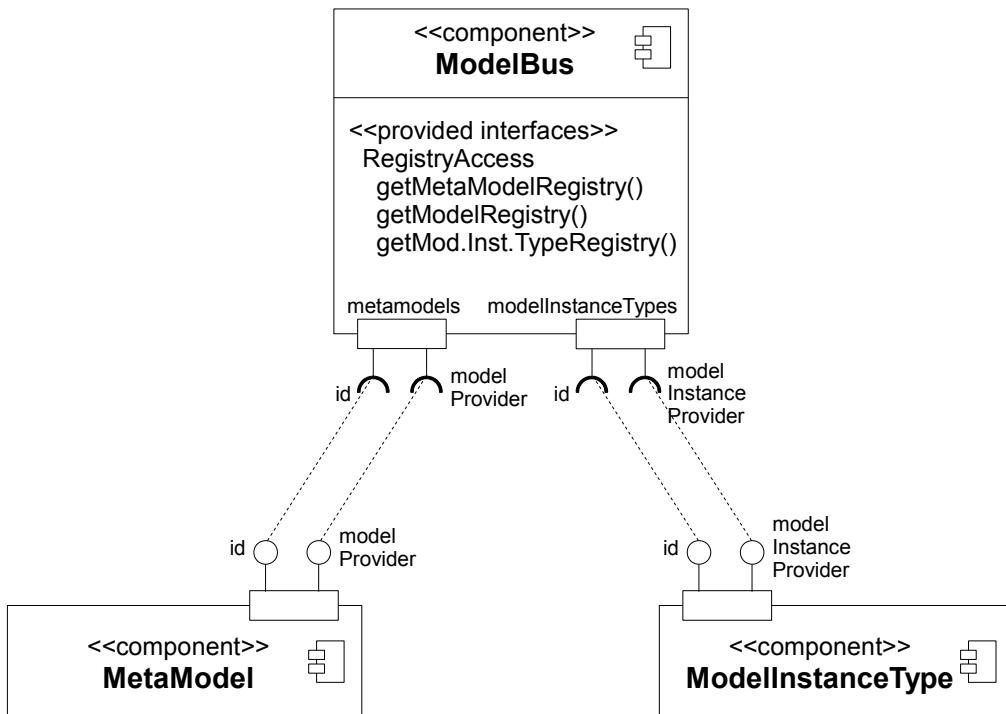 <<component>>
ModelBus
<<provided interfaces>>
RegistryAccess
getMetaModelRegistry()
getModelRegistry()
getMod.Inst.TypeRegistry()
metamodels
modelInstanceTypes
id
model
Provider
id
model
Instance
Provider
id
model
Provider
id
model
Instance
Provider
<<component>>
MetaModel
<<component>>
ModelInstanceType